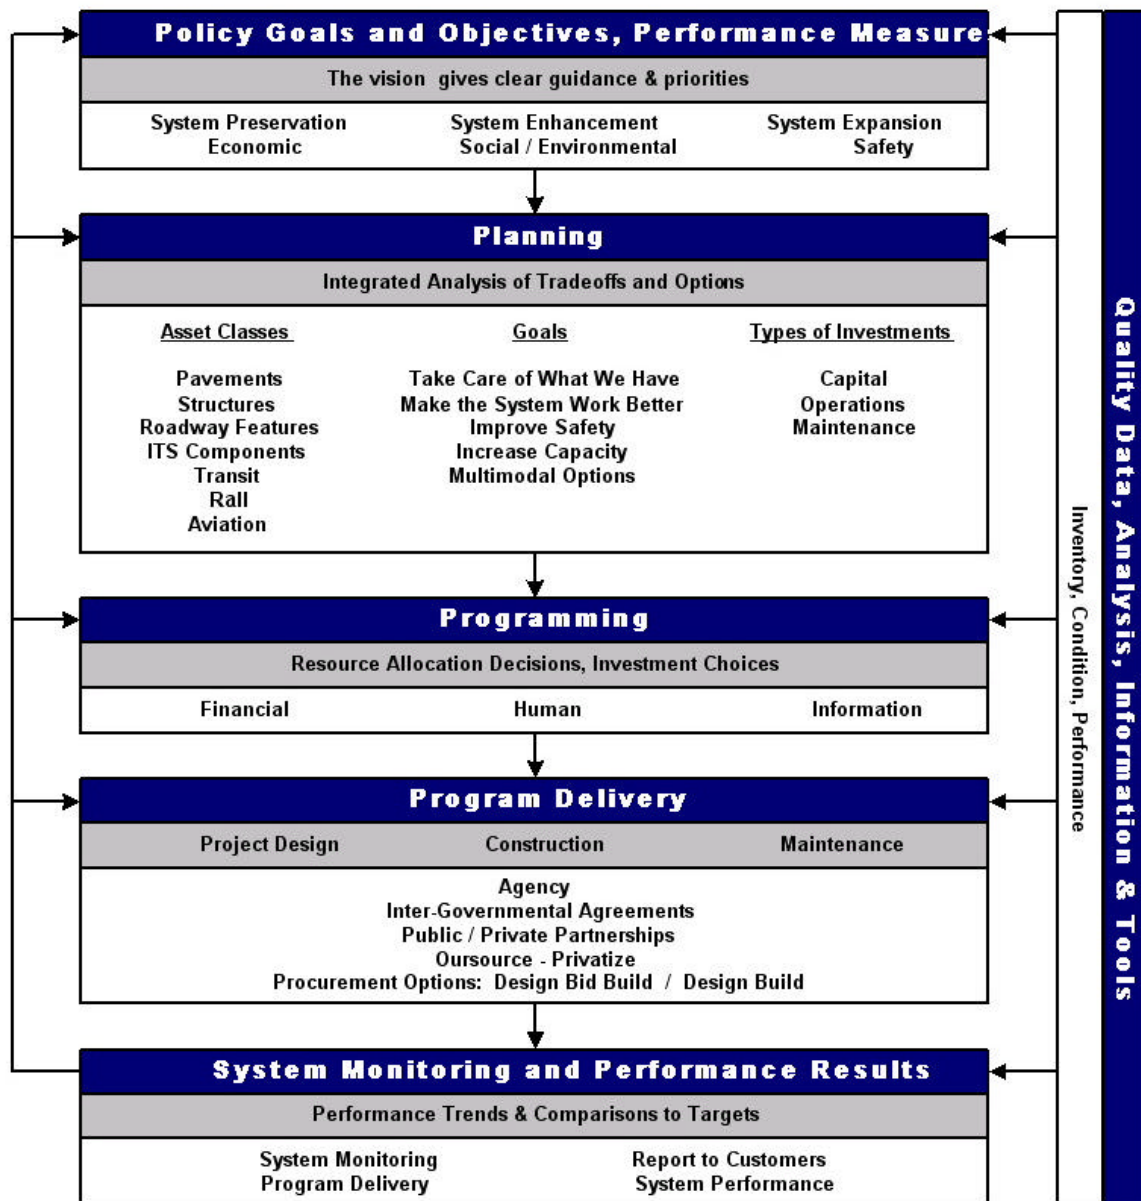 Policy Goals and Objectives, Performance Measure
The vision gives clear guidance & priorities
System Preservation System Enhancement System Expansion
Economic Social / Environmental Safety
Planning
Integrated Analysis of Tradeoffs and Options
Asset Classes Goals Types of Investments
Pavements Take Care of What We Have Capital
Structures Make the System Work Better Operations
Roadway Features Improve Safety Maintenance
ITS Components Increase Capacity
Transit Multimodal Options
Rall
Aviation
Programming
Resource Allocation Decisions, Investment Choices
Financial Human Information
Program Delivery
Project Design Construction Maintenance
Agency
Inter-Governmental Agreements
Public / Private Partnerships
Oursource - Privatize
Procurement Options: Design Bid Build / Design Build
System Monitoring and Performance Results
Performance Trends & Comparisons to Targets
System Monitoring Report to Customers
Program Delivery System Performance
Inventory, Condition, Performance
Quality Data, Analysis, Information & Tools